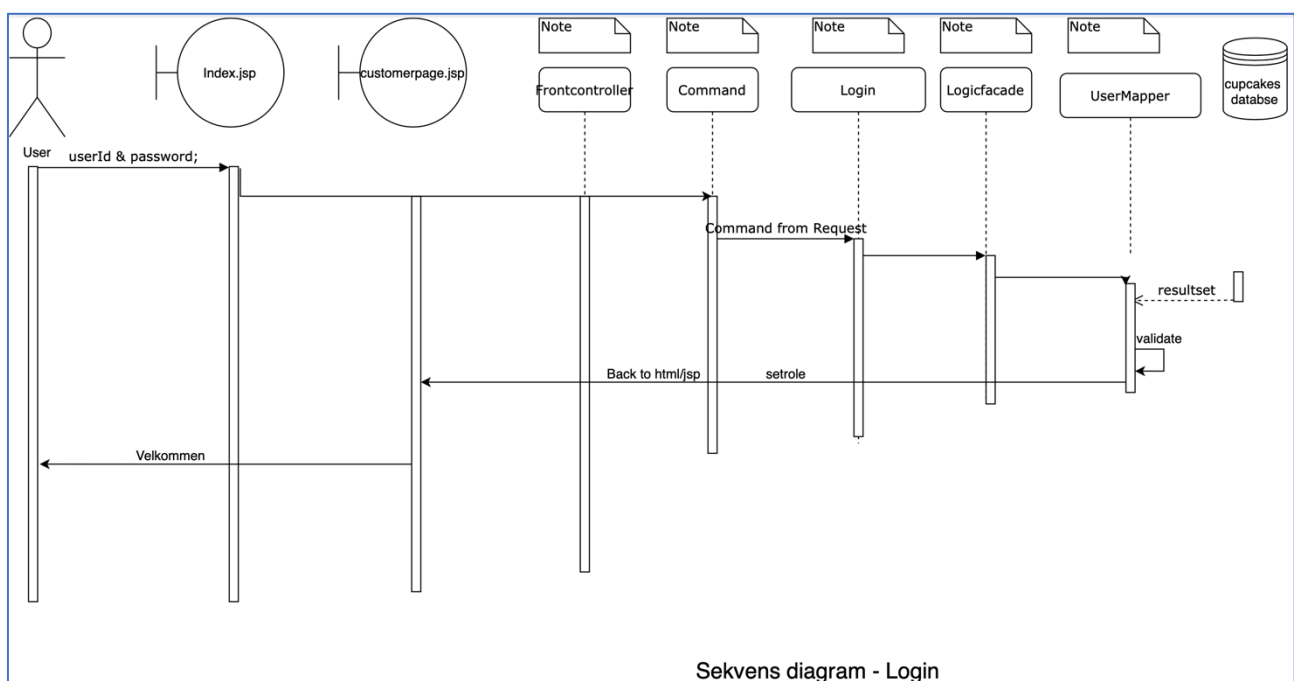 Note
Note
Note
Note
Note
Index.jsp
customerpage.jsp
Frontcontroller
Command
Login
Logicfacade
UserMapper
cupcakes
databse
User
userId & password;
Command from Request
resultset
validate
Back to html/jsp
setrole
Velkommen
Sekvens diagram - Login